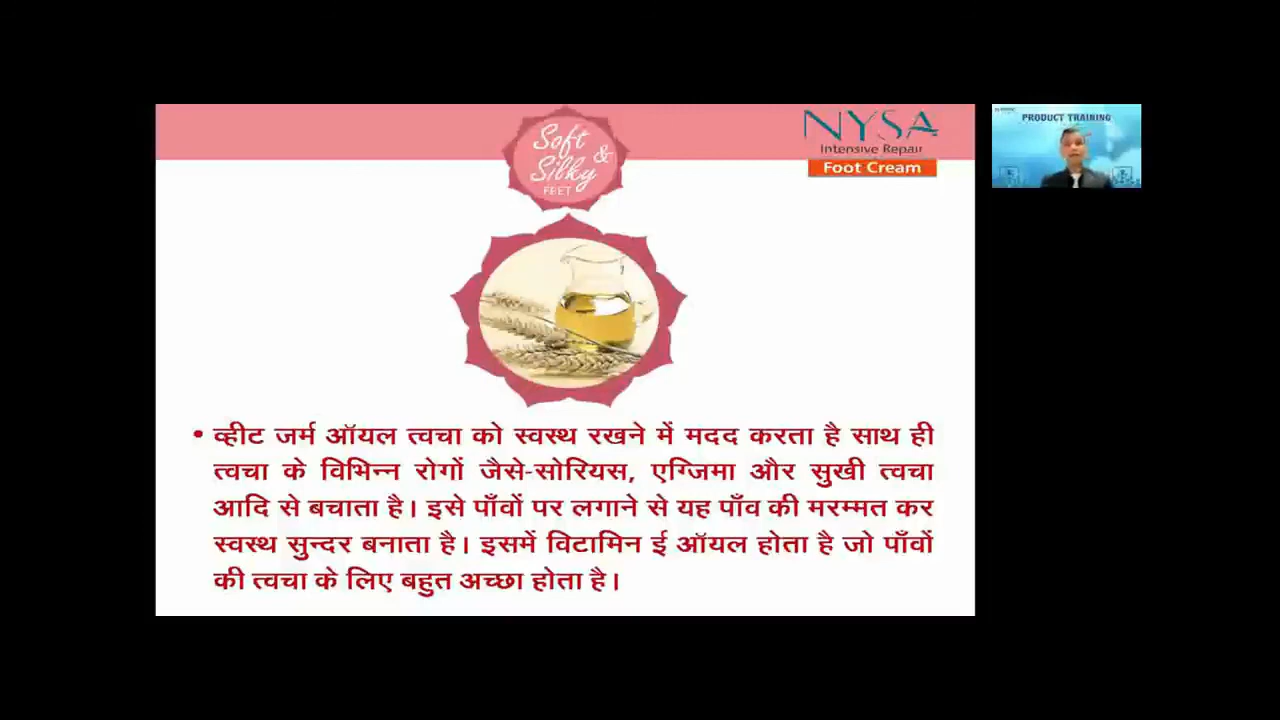 Soft
&
Silky
FEET
NYSA
Intensive Repair
Foot Cream
PRODUCT TRAINING
• व्हीट जर्म ऑयल त्वचा को स्वस्थ रखने में मदद करता है साथ ही
त्वचा के विभिन्न रोगों जैसे-सोरियस, एग्जिमा और सुखी त्वचा
आदि से बचाता है। इसे पाँवों पर लगाने से यह पाँव की मरम्मत कर
स्वस्थ सुन्दर बनाता है। इसमें विटामिन ई ऑयल होता है जो पाँवों
की त्वचा के लिए बहुत अच्छा होता है।